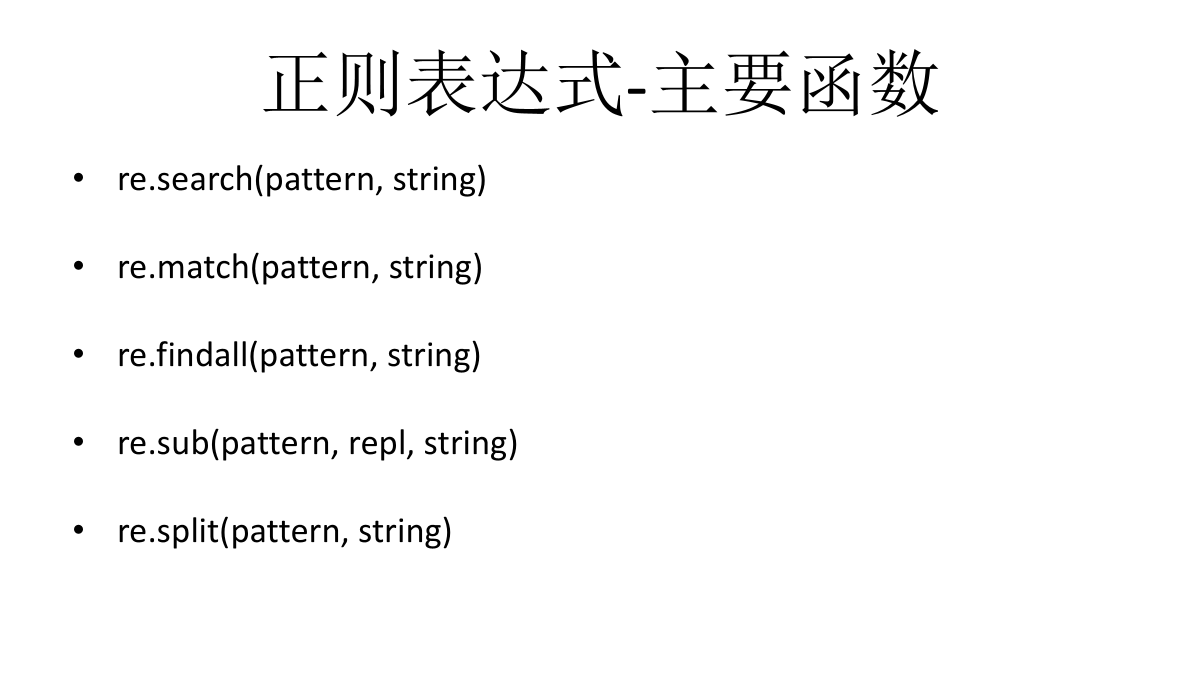 正则表达式-主要函数
• re.search(pattern, string)
• re.match(pattern, string)
• re.findall(pattern, string)
• re.sub(pattern, repl, string)
• re.split(pattern, string)